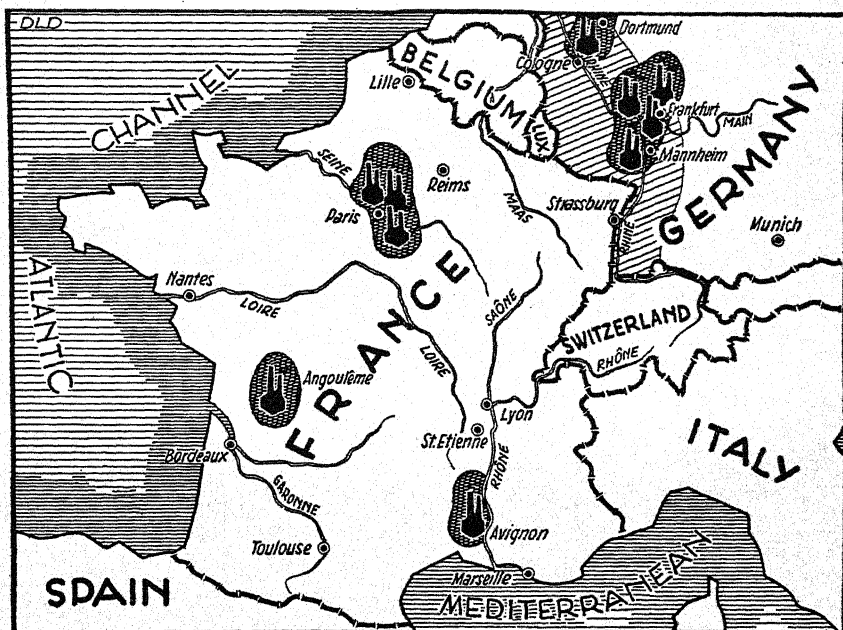 DLD
CHANNEL
ATLANTIC
Lille
BELGIUM
LUX.
Dortmund
Cologne
RHINE
Frankfurt
MAIN
Mannheim
GERMANY
Strassburg
RHINE
Munich
SEINE
Paris
Reims
MAAS
FRANCE
Nantes
LOIRE
LOIRE
SAÔNE
SWITZERLAND
RHÔNE
Angoulême
Lyon
St.Etienne
RHÔNE
ITALY
Bordeaux
GARONNE
Toulouse
Avignon
Marseille
SPAIN
MEDITERRANEAN